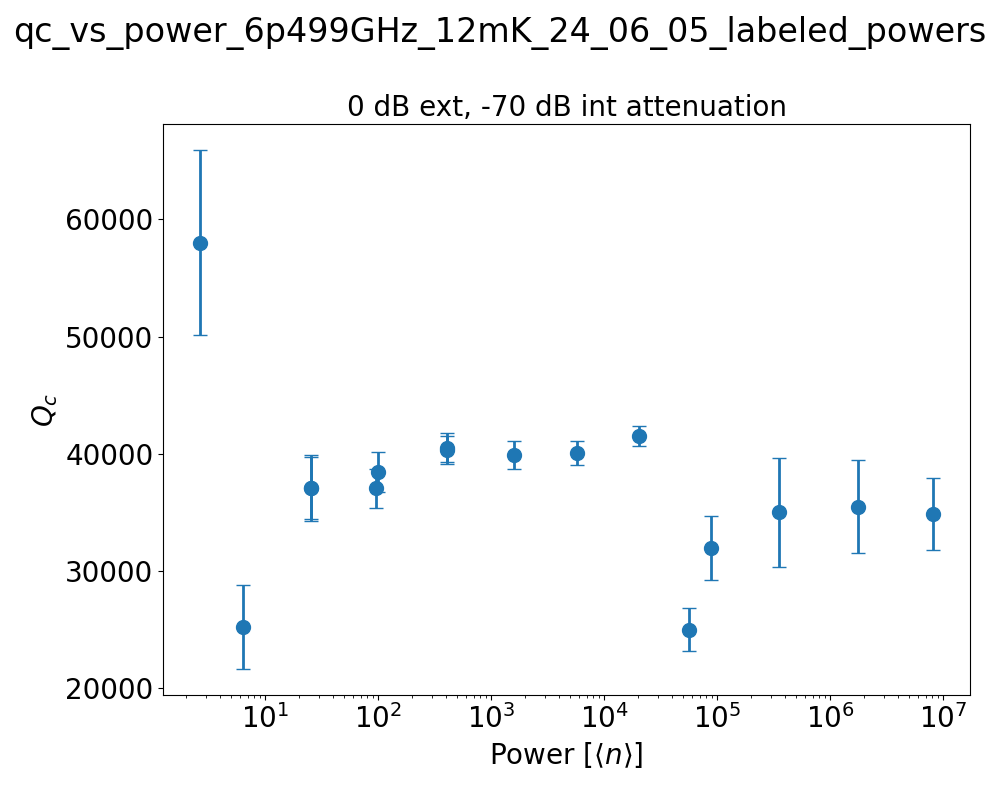 qc_vs_power_6p499GHz_12mK_24_06_05_labeled_powers
0 dB ext, -70 dB int attenuation
60000
50000
40000
30000
20000
Q_c
10^1 10^2 10^3 10^4 10^5 10^6 10^7
Power [⟨n⟩]